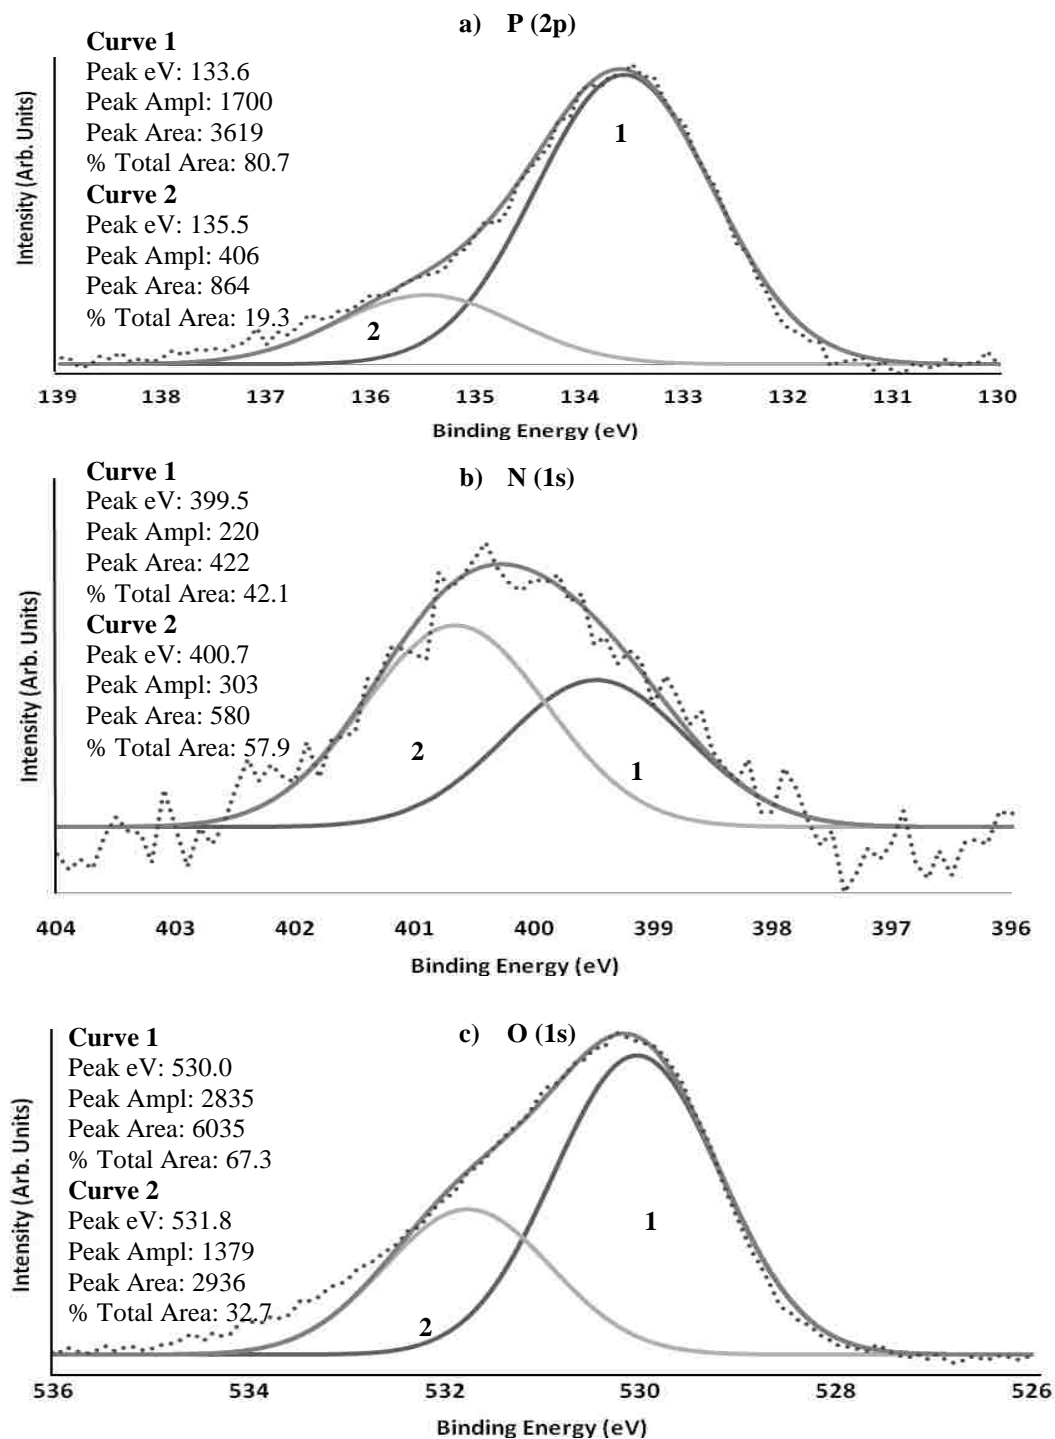 a) P (2p)
Curve 1
Peak eV: 133.6
Peak Ampl: 1700
Peak Area: 3619
% Total Area: 80.7
Curve 2
Peak eV: 135.5
Peak Ampl: 406
Peak Area: 864
% Total Area: 19.3
1
2
Intensity (Arb. Units)
139 138 137 136 135 134 133 132 131 130
Binding Energy (eV)
b) N (1s)
Curve 1
Peak eV: 399.5
Peak Ampl: 220
Peak Area: 422
% Total Area: 42.1
Curve 2
Peak eV: 400.7
Peak Ampl: 303
Peak Area: 580
% Total Area: 57.9
2
1
Intensity (Arb. Units)
404 403 402 401 400 399 398 397 396
Binding Energy (eV)
c) O (1s)
Curve 1
Peak eV: 530.0
Peak Ampl: 2835
Peak Area: 6035
% Total Area: 67.3
Curve 2
Peak eV: 531.8
Peak Ampl: 1379
Peak Area: 2936
% Total Area: 32.7
1
2
Intensity (Arb. Units)
536 534 532 530 528 526
Binding Energy (eV)